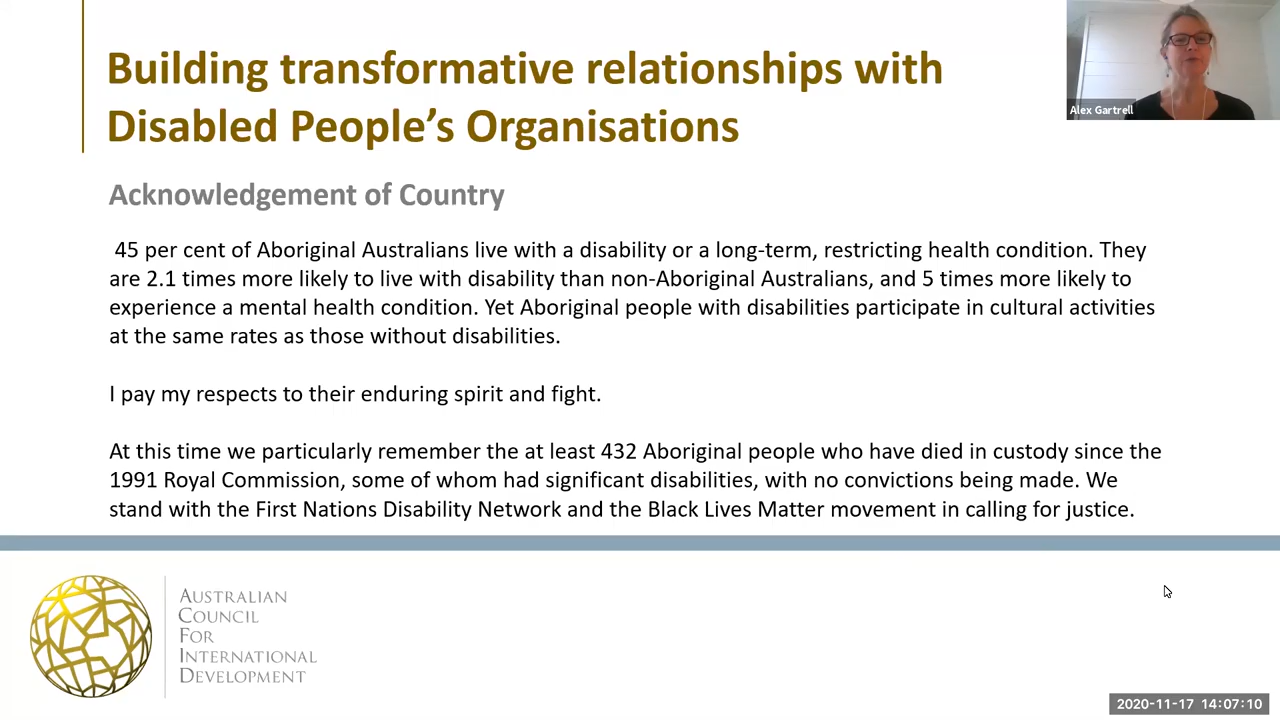 Building transformative relationships with
Disabled People’s Organisations
Alex Gartrell
Acknowledgement of Country
45 per cent of Aboriginal Australians live with a disability or a long-term, restricting health condition. They
are 2.1 times more likely to live with disability than non-Aboriginal Australians, and 5 times more likely to
experience a mental health condition. Yet Aboriginal people with disabilities participate in cultural activities
at the same rates as those without disabilities.
I pay my respects to their enduring spirit and fight.
At this time we particularly remember the at least 432 Aboriginal people who have died in custody since the
1991 Royal Commission, some of whom had significant disabilities, with no convictions being made. We
stand with the First Nations Disability Network and the Black Lives Matter movement in calling for justice.
AUSTRALIAN
COUNCIL
FOR
INTERNATIONAL
DEVELOPMENT
2020-11-17 14:07:10